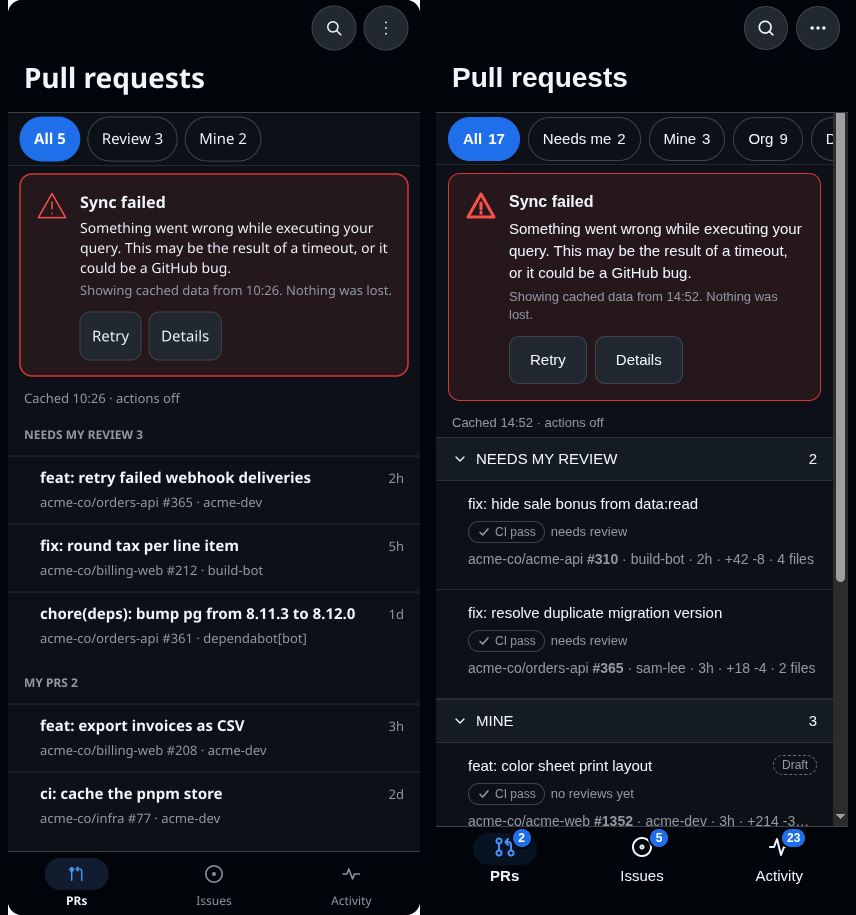 Pull requests
All 5
Review 3
Mine 2
Sync failed
Something went wrong while executing your
query. This may be the result of a timeout, or it
could be a GitHub bug.
Showing cached data from 10:26. Nothing was lost.
Retry
Details
Cached 10:26 · actions off
NEEDS MY REVIEW 3
feat: retry failed webhook deliveries 2h
acme-co/orders-api #365 · acme-dev
fix: round tax per line item 5h
acme-co/billing-web #212 · build-bot
chore(deps): bump pg from 8.11.3 to 8.12.0 1d
acme-co/orders-api #361 · dependabot[bot]
MY PRS 2
feat: export invoices as CSV 3h
acme-co/billing-web #208 · acme-dev
ci: cache the pnpm store 2d
acme-co/infra #77 · acme-dev
PRs
Issues
Activity
Pull requests
All 17
Needs me 2
Mine 3
Org 9
Sync failed
Something went wrong while executing your
query. This may be the result of a timeout,
or it could be a GitHub bug.
Showing cached data from 14:52. Nothing was
lost.
Retry
Details
Cached 14:52 · actions off
NEEDS MY REVIEW 2
fix: hide sale bonus from data:read
CI pass needs review
acme-co/acme-api #310 · build-bot · 2h · +42 -8 · 4 files
fix: resolve duplicate migration version
CI pass needs review
acme-co/orders-api #365 · sam-lee · 3h · +18 -4 · 2 files
MINE 3
feat: color sheet print layout Draft
CI pass no reviews yet
acme-co/acme-web #1352 · acme-dev · 3h · +214 -3…
2
PRs
5
Issues
23
Activity